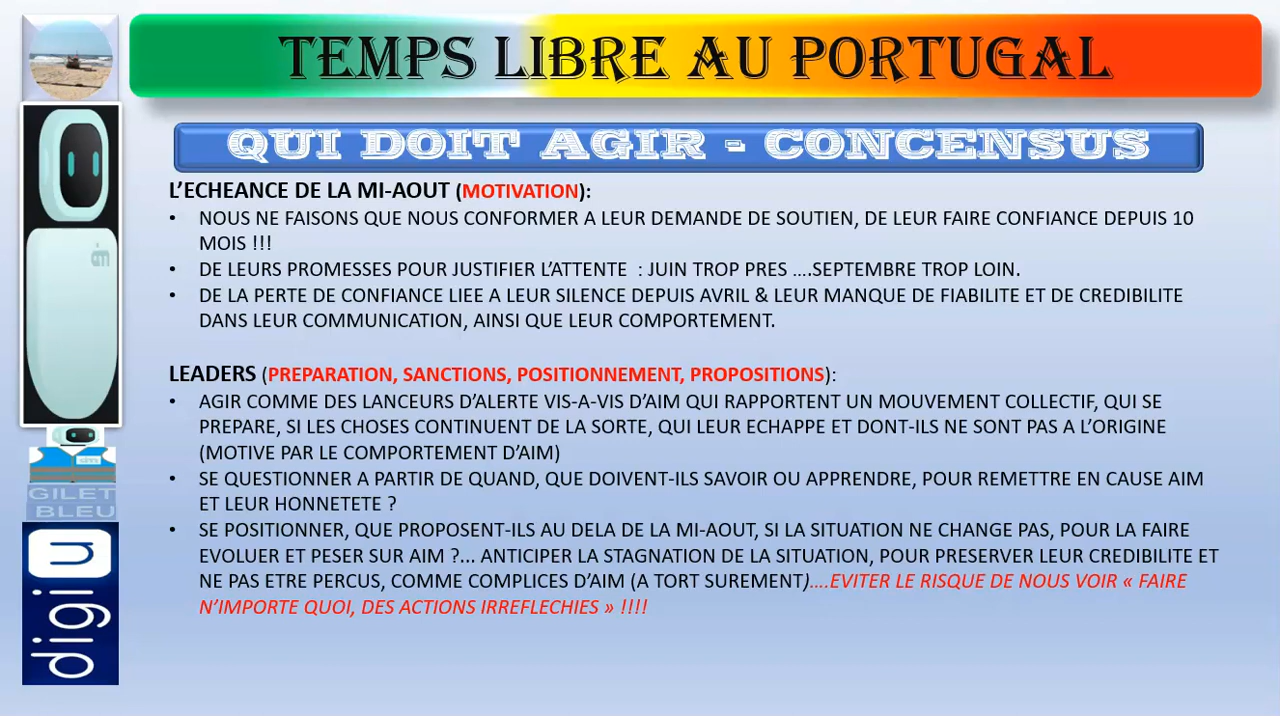 TEMPS LIBRE AU PORTUGAL
QUI DOIT AGIR - CONCENSUS
L'ECHEANCE DE LA MI-AOUT (MOTIVATION):
• NOUS NE FAISONS QUE NOUS CONFORMER A LEUR DEMANDE DE SOUTIEN, DE LEUR FAIRE CONFIANCE DEPUIS 10
MOIS !!!
• DE LEURS PROMESSES POUR JUSTIFIER L'ATTENTE : JUIN TROP PRES ….SEPTEMBRE TROP LOIN.
• DE LA PERTE DE CONFIANCE LIEE A LEUR SILENCE DEPUIS AVRIL & LEUR MANQUE DE FIABILITE ET DE CREDIBILITE
DANS LEUR COMMUNICATION, AINSI QUE LEUR COMPORTEMENT.
LEADERS (PREPARATION, SANCTIONS, POSITIONNEMENT, PROPOSITIONS):
• AGIR COMME DES LANCEURS D'ALERTE VIS-A-VIS D'AIM QUI RAPPORTENT UN MOUVEMENT COLLECTIF, QUI SE
PREPARE, SI LES CHOSES CONTINUENT DE LA SORTE, QUI LEUR ECHAPPE ET DONT-ILS NE SONT PAS A L'ORIGINE
(MOTIVE PAR LE COMPORTEMENT D'AIM)
• SE QUESTIONNER A PARTIR DE QUAND, QUE DOIVENT-ILS SAVOIR OU APPRENDRE, POUR REMETTRE EN CAUSE AIM
ET LEUR HONNETETE ?
• SE POSITIONNER, QUE PROPOSENT-ILS AU DELA DE LA MI-AOUT, SI LA SITUATION NE CHANGE PAS, POUR LA FAIRE
EVOLUER ET PESER SUR AIM ?... ANTICIPER LA STAGNATION DE LA SITUATION, POUR PRESERVER LEUR CREDIBILITE ET
NE PAS ETRE PERCUS, COMME COMPLICES D'AIM (A TORT SUREMENT)….EVITER LE RISQUE DE NOUS VOIR « FAIRE
N'IMPORTE QUOI, DES ACTIONS IRREFLECHIES » !!!!
aim
GILET
BLEU
digi u